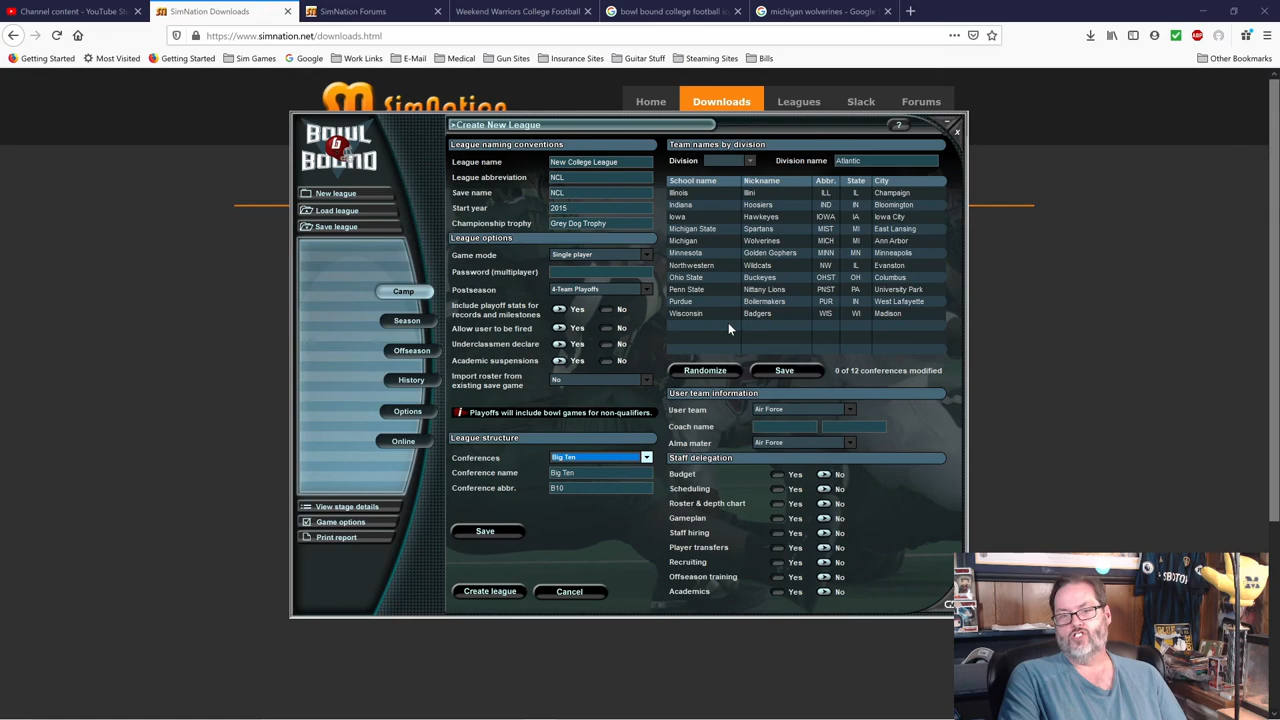 Channel content - YouTube St
SimNation Downloads
SimNation Forums
Weekend Warriors College Football
bowl bound college football ic
michigan wolverines - Google S
https://www.simnation.net/downloads.html
Getting Started
Most Visited
Getting Started
Sim Games
Google
Work Links
E-Mail
Medical
Gun Sites
Insurance Sites
Guitar Stuff
Steaming Sites
Bills
Other Bookmarks
SimNation
Home
Downloads
Leagues
Slack
Forums
BOWL
b
BOUND
New league
Load league
Save league
Camp
Season
Offseason
History
Options
Online
View stage details
Game options
Print report
Create New League
?
x
League naming conventions
League name New College League
League abbreviation NCL
Save name NCL
Start year 2015
Championship trophy Grey Dog Trophy
League options
Game mode Single player
Password (multiplayer)
Postseason 4-Team Playoffs
Include playoff stats for
records and milestones Yes No
Allow user to be fired Yes No
Underclassmen declare Yes No
Academic suspensions Yes No
Import roster from
existing save game No
i Playoffs will include bowl games for non-qualifiers.
League structure
Conferences Big Ten
Conference name Big Ten
Conference abbr. B10
Save
Create league
Cancel
Team names by division
Division Division name Atlantic
School name Nickname Abbr. State City
Illinois Illini ILL IL Champaign
Indiana Hoosiers IND IN Bloomington
Iowa Hawkeyes IOWA IA Iowa City
Michigan State Spartans MIST MI East Lansing
Michigan Wolverines MICH MI Ann Arbor
Minnesota Golden Gophers MINN MN Minneapolis
Northwestern Wildcats NW IL Evanston
Ohio State Buckeyes OHST OH Columbus
Penn State Nittany Lions PNST PA University Park
Purdue Boilermakers PUR IN West Lafayette
Wisconsin Badgers WIS WI Madison
Randomize
Save
0 of 12 conferences modified
User team information
User team Air Force
Coach name
Alma mater Air Force
Staff delegation
Budget Yes No
Scheduling Yes No
Roster & depth chart Yes No
Gameplan Yes No
Staff hiring Yes No
Player transfers Yes No
Recruiting Yes No
Offseason training Yes No
Academics Yes No